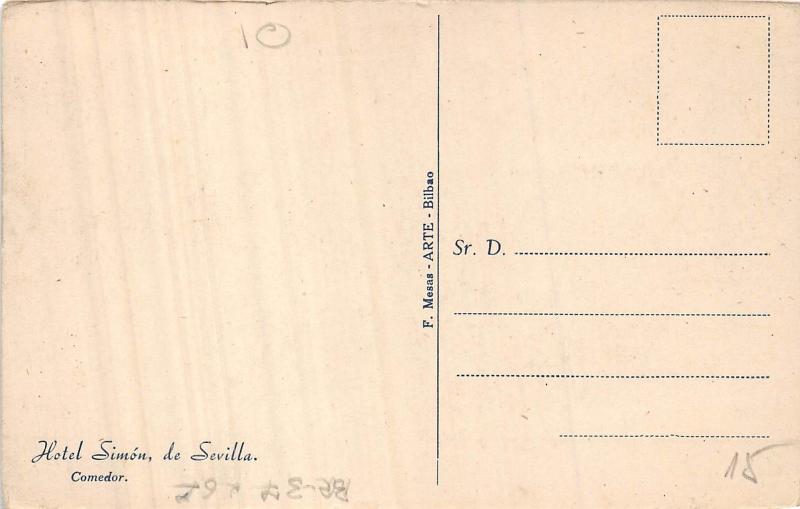 10
F. Mesas - ARTE - Bilbao
Sr. D.
Hotel Simón, de Sevilla.
Comedor.
15